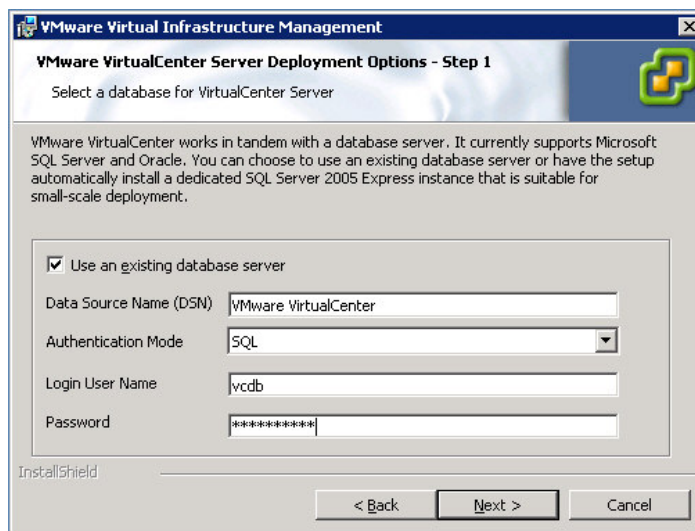 VMware Virtual Infrastructure Management
VMware VirtualCenter Server Deployment Options - Step 1
Select a database for VirtualCenter Server
VMware VirtualCenter works in tandem with a database server. It currently supports Microsoft
SQL Server and Oracle. You can choose to use an existing database server or have the setup
automatically install a dedicated SQL Server 2005 Express instance that is suitable for
small-scale deployment.
Use an existing database server
Data Source Name (DSN) VMware VirtualCenter
Authentication Mode SQL
Login User Name vcdb
Password **********
InstallShield
< Back Next > Cancel